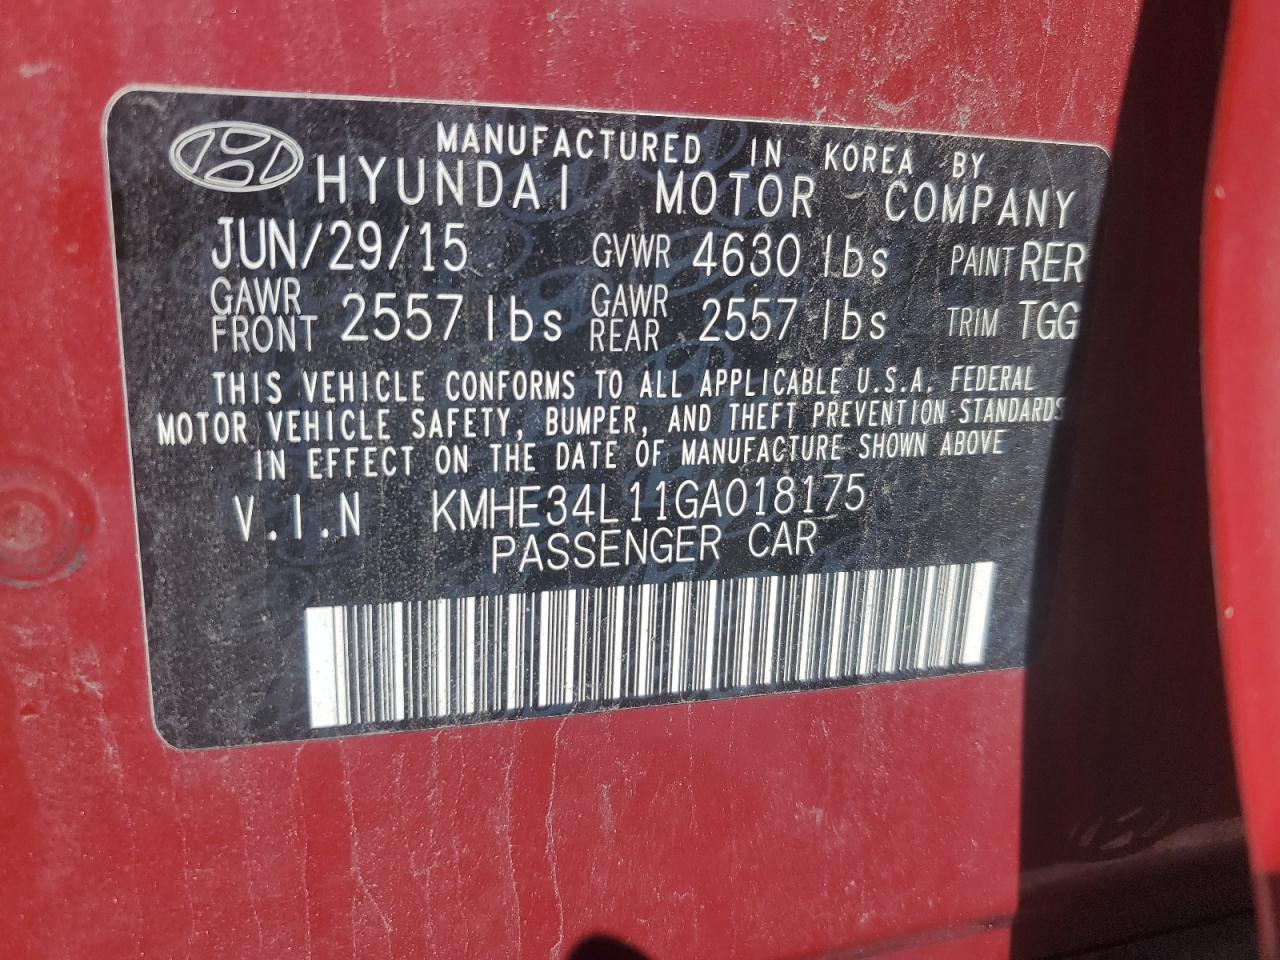 MANUFACTURED IN KOREA BY
HYUNDAI MOTOR COMPANY
JUN/29/15 GVWR 4630 lbs PAINT RER
GAWR FRONT 2557 lbs GAWR REAR 2557 lbs TRIM TGG
THIS VEHICLE CONFORMS TO ALL APPLICABLE U.S.A. FEDERAL
MOTOR VEHICLE SAFETY, BUMPER, AND THEFT PREVENTION STANDARDS
IN EFFECT ON THE DATE OF MANUFACTURE SHOWN ABOVE
V.I.N KMHE34L11GA018175
PASSENGER CAR